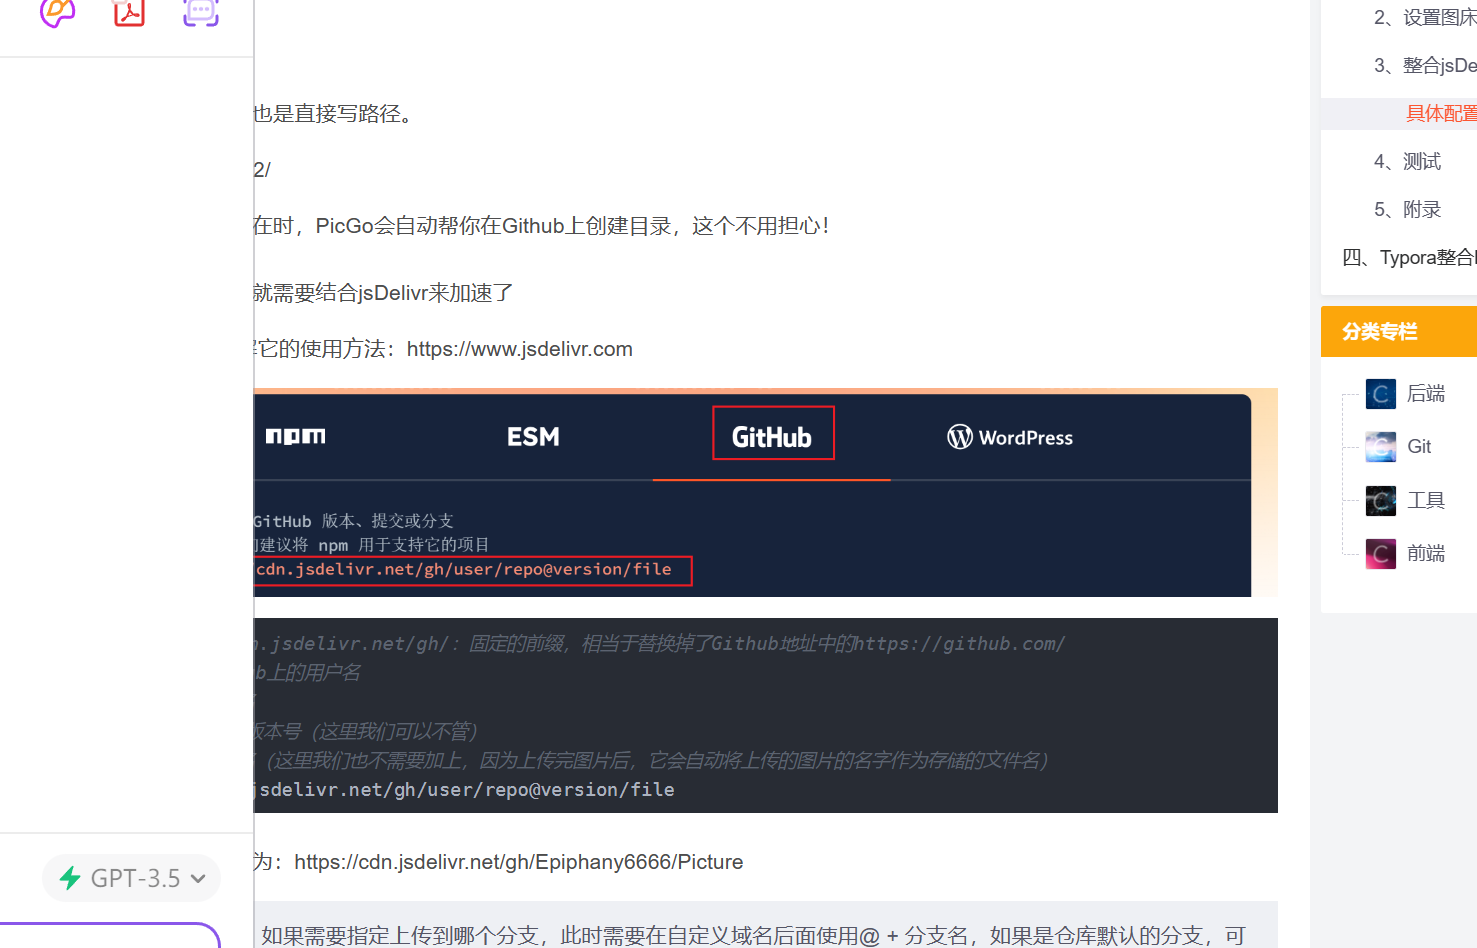 也是直接写路径。
2/
在时，PicGo会自动帮你在Github上创建目录，这个不用担心！
就需要结合jsDelivr来加速了
它的使用方法：https://www.jsdelivr.com
npm
ESM
GitHub
WordPress
GitHub 版本、提交或分支
建议将 npm 用于支持它的项目
cdn.jsdelivr.net/gh/user/repo@version/file
.jsdelivr.net/gh/：固定的前缀，相当于替换掉了Github地址中的https://github.com/
b上的用户名
版本号（这里我们可以不管）
（这里我们也不需要加上，因为上传完图片后，它会自动将上传的图片的名字作为存储的文件名）
jsdelivr.net/gh/user/repo@version/file
为：https://cdn.jsdelivr.net/gh/Epiphany6666/Picture
如果需要指定上传到哪个分支，此时需要在自定义域名后面使用@ + 分支名，如果是仓库默认的分支，可
GPT-3.5
2、设置图床
3、整合jsDe
具体配置
4、测试
5、附录
四、Typora整合
分类专栏
后端
Git
工具
前端